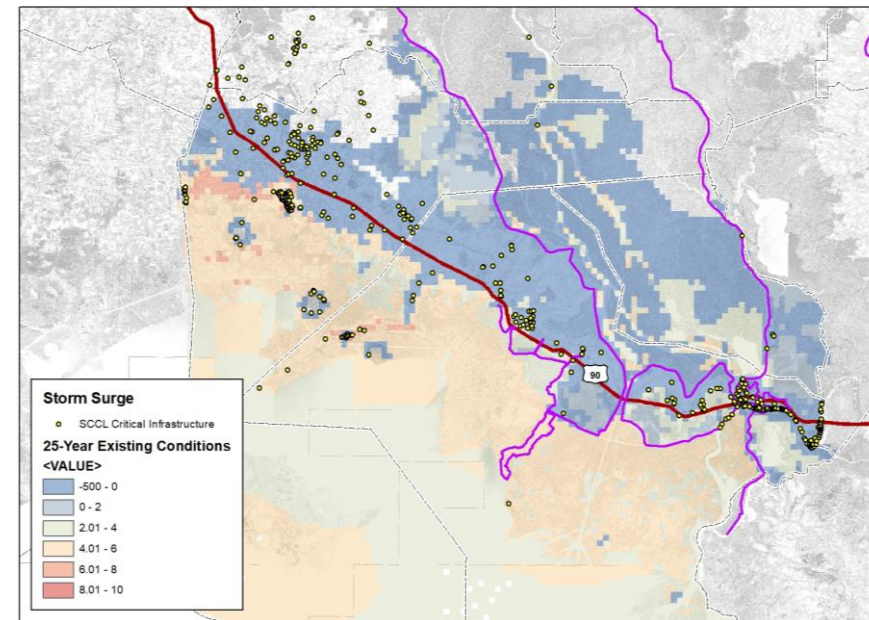 90
Storm Surge
SCCL Critical Infrastructure
25-Year Existing Conditions
<VALUE>
-500 - 0
0 - 2
2.01 - 4
4.01 - 6
6.01 - 8
8.01 - 10